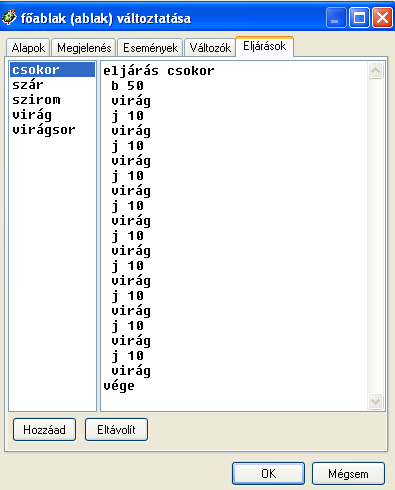 főablak (ablak) változtatása
Alapok Megjelenés Események Változók Eljárások
csokor
szár
szirom
virág
virágsor
eljárás csokor
b 50
virág
j 10
virág
j 10
virág
j 10
virág
j 10
virág
j 10
virág
j 10
virág
j 10
virág
j 10
virág
j 10
virág
vége
Hozzáad Eltávolít
OK Mégsem